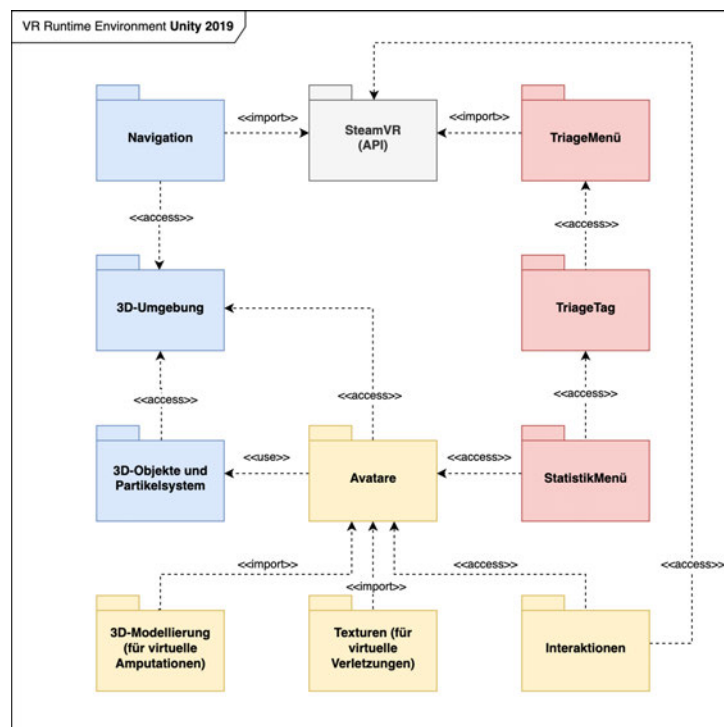 VR Runtime Environment Unity 2019
Navigation
<<import>>
SteamVR
(API)
<<import>>
TriageMenü
<<access>>
<<access>>
3D-Umgebung
TriageTag
<<access>>
<<access>>
<<access>>
3D-Objekte und
Partikelsystem
<<use>>
Avatare
<<access>>
StatistikMenü
<<import>>
<<import>>
<<access>>
<<access>>
3D-Modellierung
(für virtuelle
Amputationen)
Texturen (für
virtuelle
Verletzungen)
Interaktionen